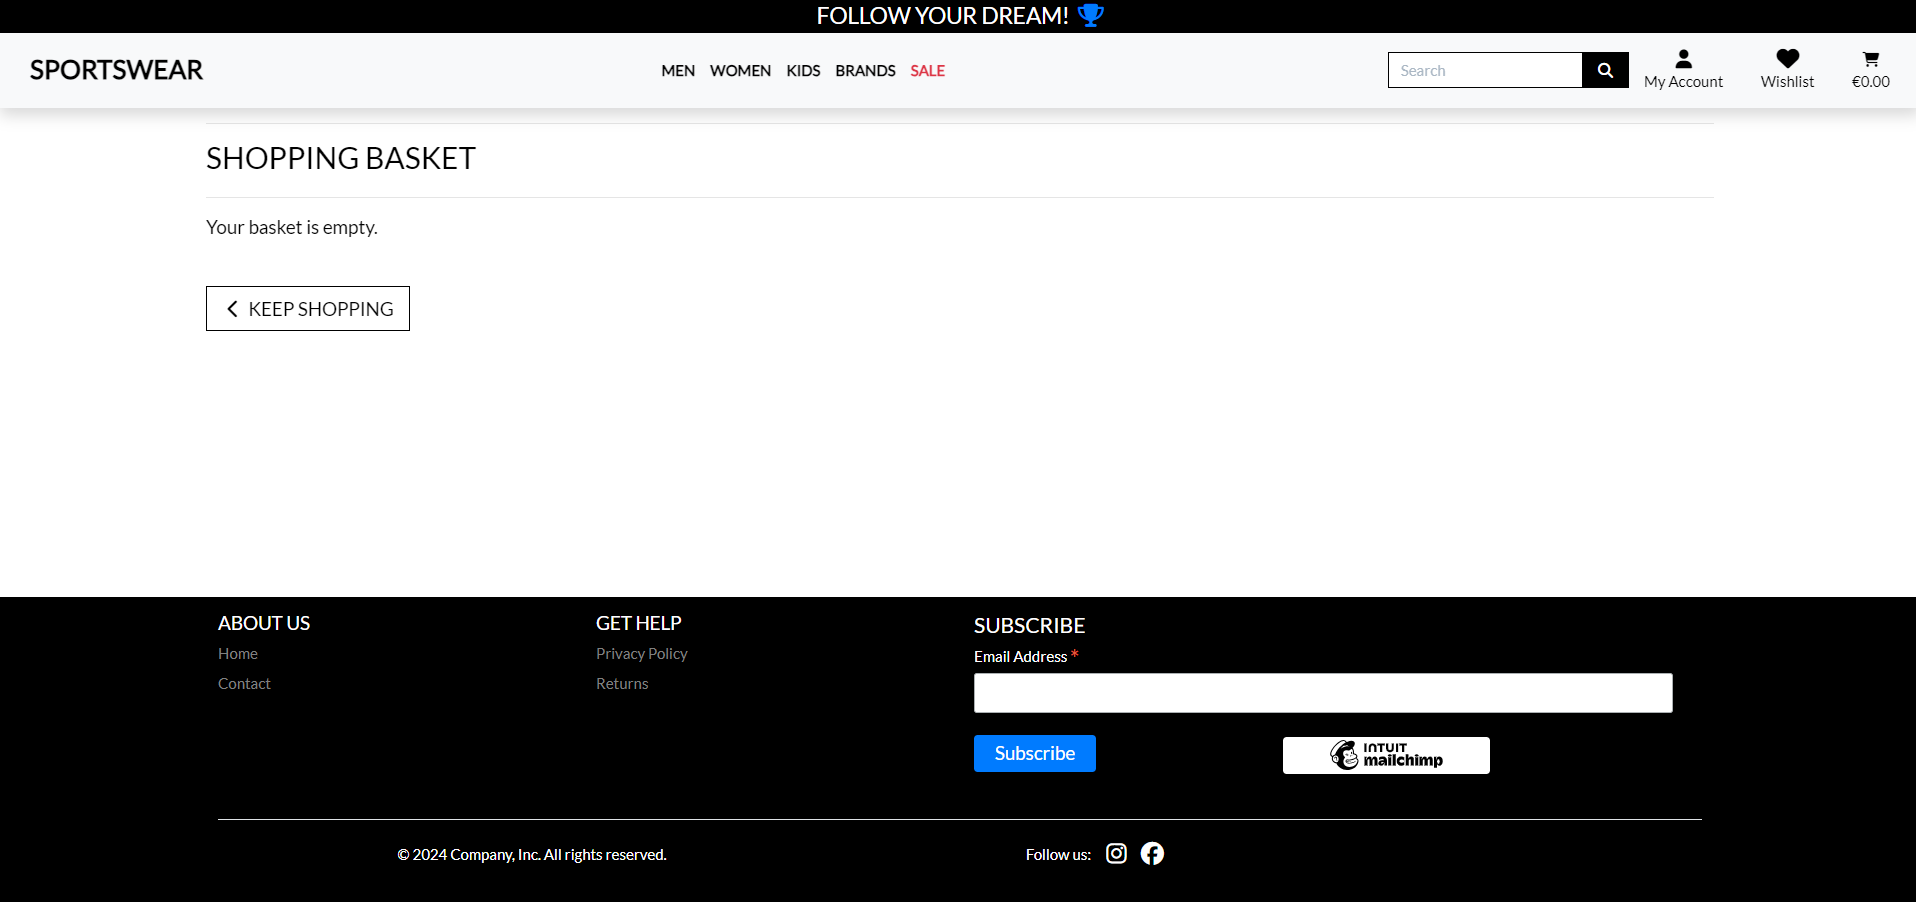 FOLLOW YOUR DREAM!
SPORTSWEAR
MEN WOMEN KIDS BRANDS SALE
Search
My Account
Wishlist
€0.00
SHOPPING BASKET
Your basket is empty.
KEEP SHOPPING
ABOUT US
Home
Contact
GET HELP
Privacy Policy
Returns
SUBSCRIBE
Email Address *
Subscribe
INTUIT
mailchimp
© 2024 Company, Inc. All rights reserved.
Follow us: